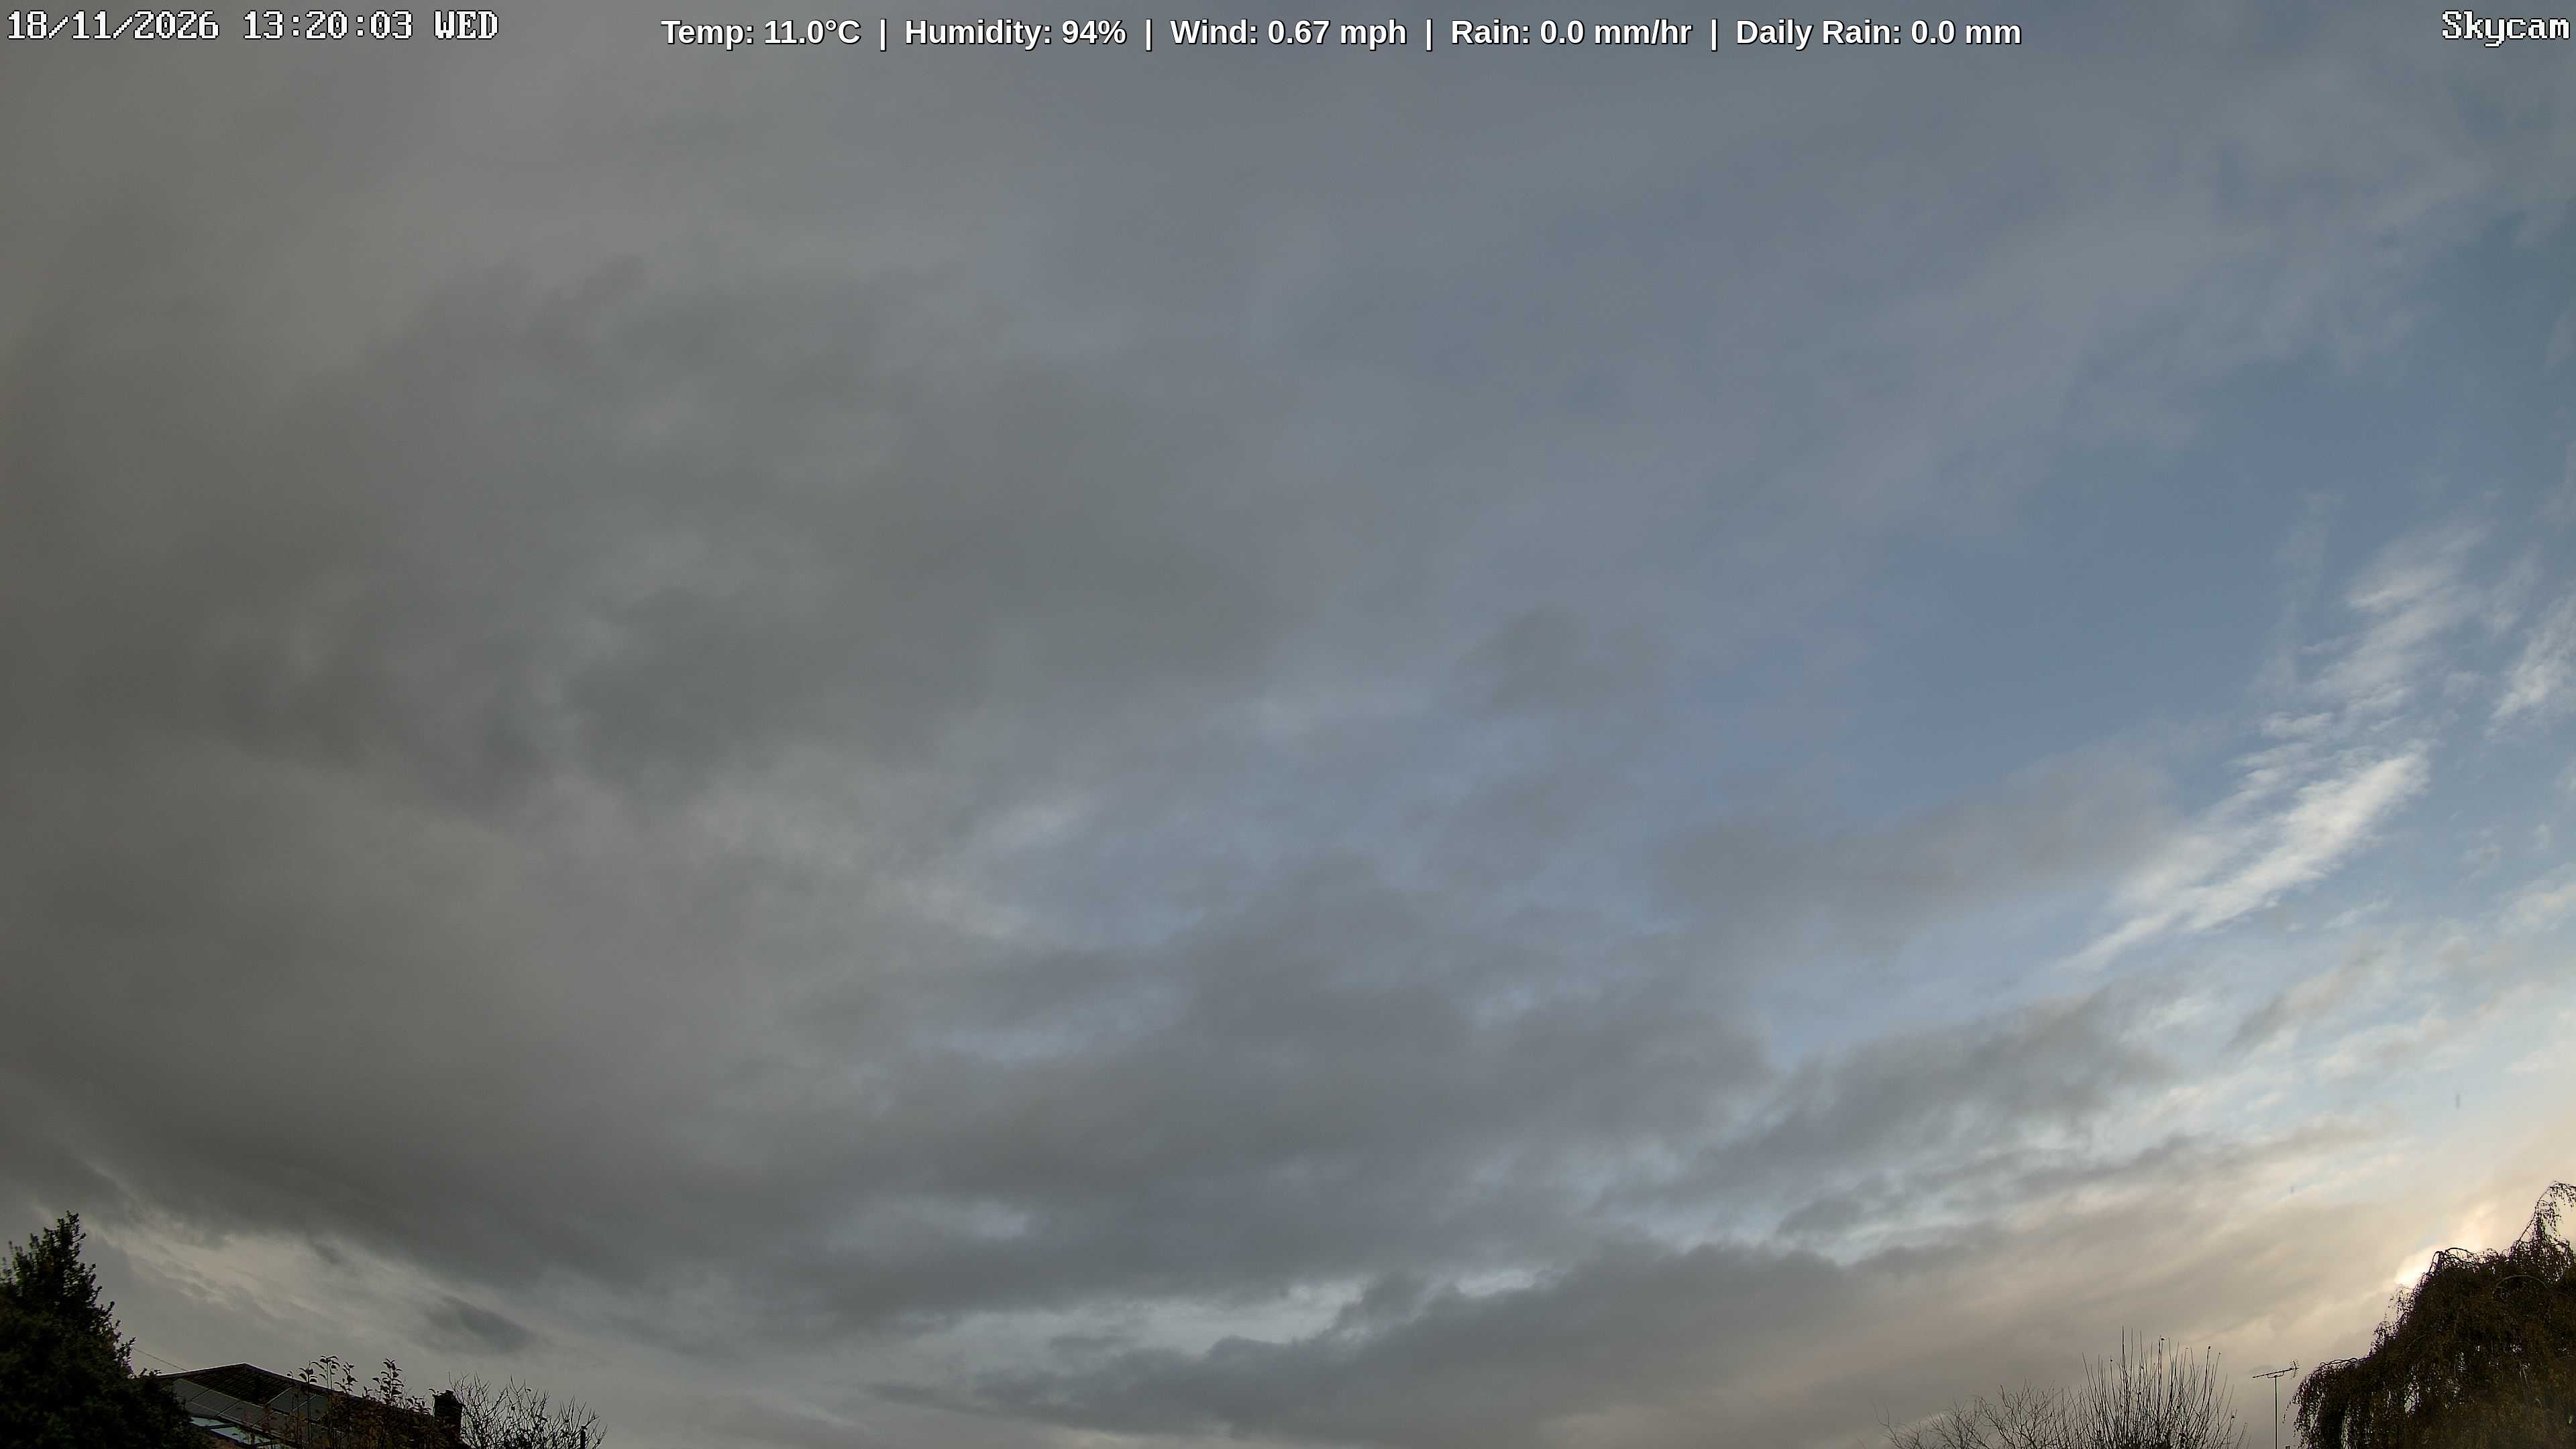 18/11/2026 13:20:03 WED
Temp: 11.0°C | Humidity: 94% | Wind: 0.67 mph | Rain: 0.0 mm/hr | Daily Rain: 0.0 mm
Skycam